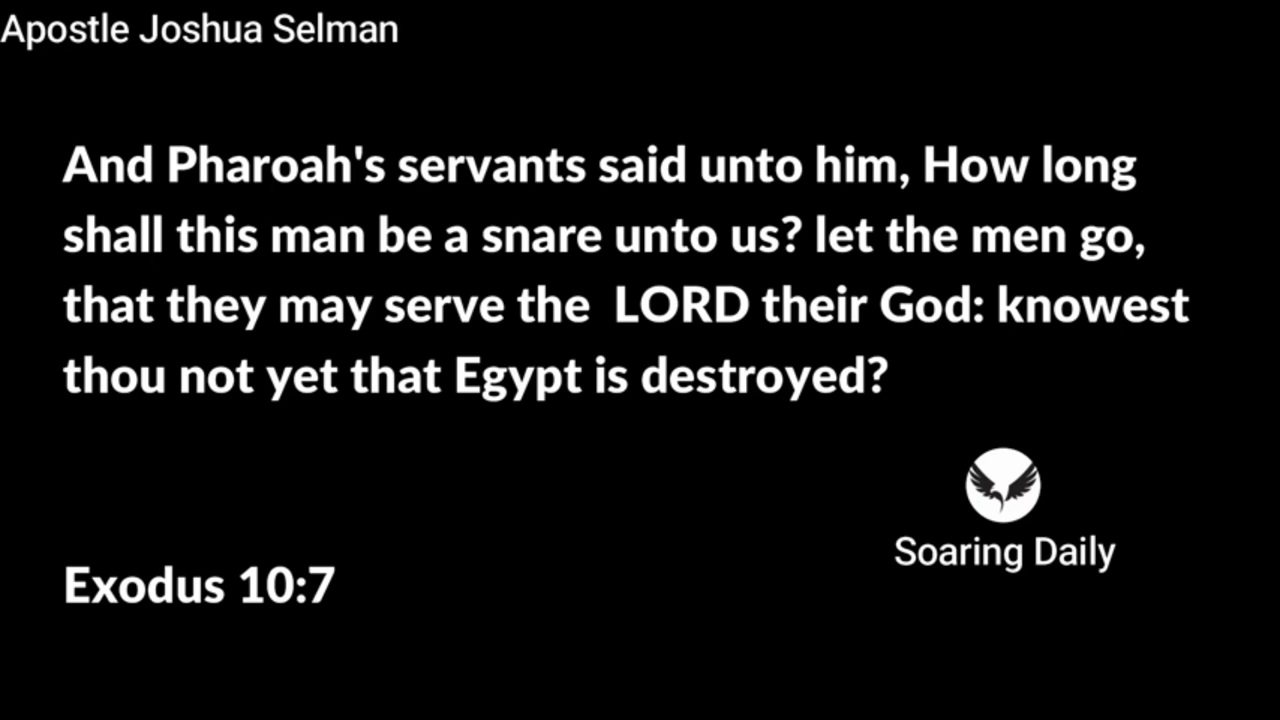 Apostle Joshua Selman
And Pharoah's servants said unto him, How long
shall this man be a snare unto us? let the men go,
that they may serve the  LORD their God: knowest
thou not yet that Egypt is destroyed?
Soaring Daily
Exodus 10:7